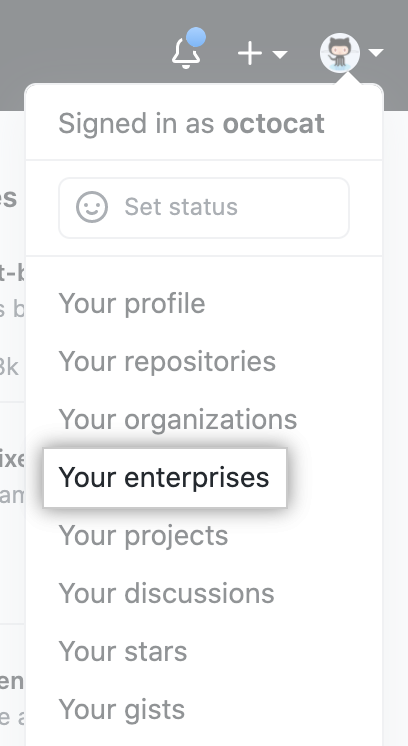 Signed in as octocat
es
Set status
t-b
s b
Your profile
3k
Your repositories
Your organizations
ixe
Your enterprises
am
Your projects
Your discussions
Your stars
en
Your gists
e a